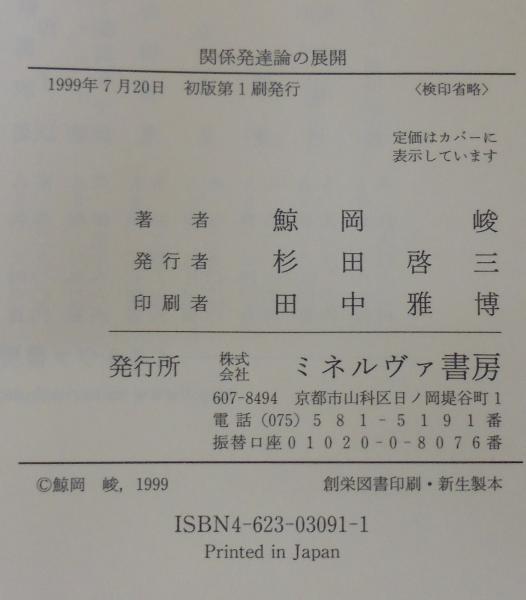 関係発達論の展開
1999年7月20日 初版第1刷発行 〈検印省略〉
定価はカバーに
表示しています
著者 鯨岡 峻
発行者 杉田啓三
印刷者 田中雅博
発行所 株式会社 ミネルヴァ書房
607-8494 京都市山科区日ノ岡堤谷町1
電話(075)581-5191番
振替口座01020-0-8076番
©鯨岡 峻, 1999 創栄図書印刷・新生製本
ISBN4-623-03091-1
Printed in Japan